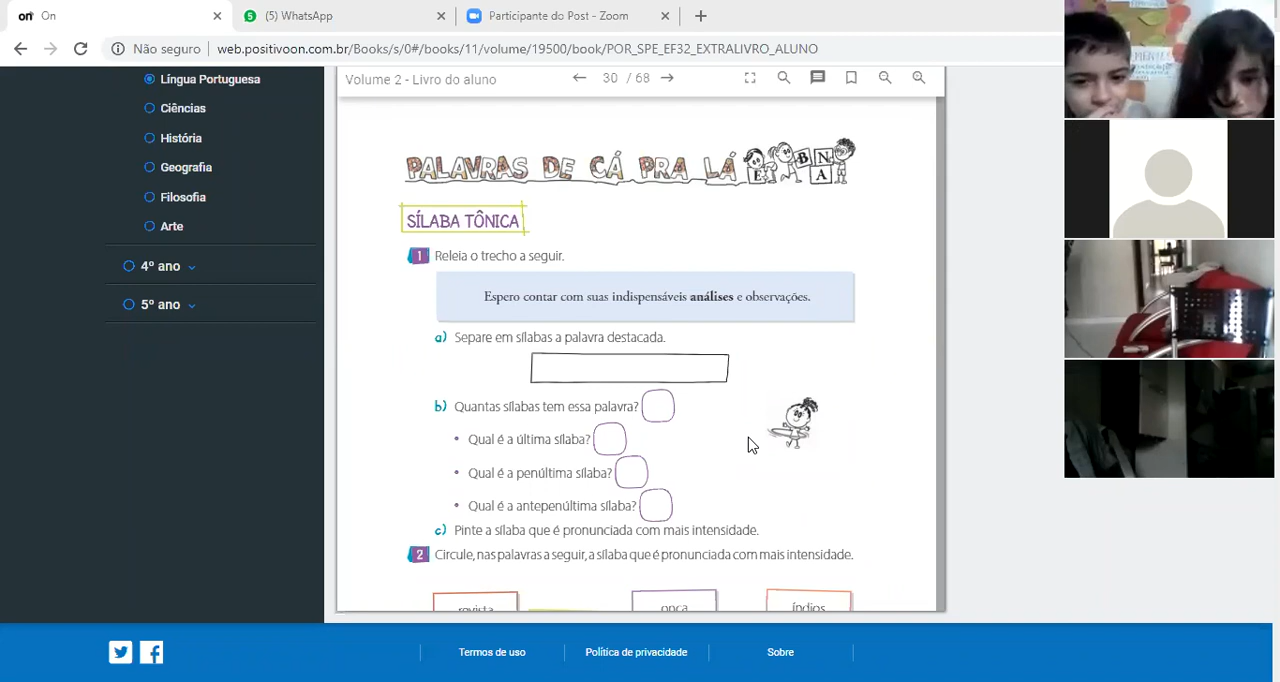 on On
5 (5) WhatsApp
Participante do Post - Zoom
Não seguro
web.positivoon.com.br/Books/s/0#/books/11/volume/19500/book/POR_SPE_EF32_EXTRALIVRO_ALUNO
Língua Portuguesa
Ciências
História
Geografia
Filosofia
Arte
4º ano
5º ano
Volume 2 - Livro do aluno
30 / 68
PALAVRAS DE CÁ PRA LÁ
E B N A
SÍLABA TÔNICA
1 Releia o trecho a seguir.
Espero contar com suas indispensáveis análises e observações.
a) Separe em sílabas a palavra destacada.
b) Quantas sílabas tem essa palavra?
• Qual é a última sílaba?
• Qual é a penúltima sílaba?
• Qual é a antepenúltima sílaba?
c) Pinte a sílaba que é pronunciada com mais intensidade.
2 Circule, nas palavras a seguir, a sílaba que é pronunciada com mais intensidade.
revista onça índios
Termos de uso
Política de privacidade
Sobre